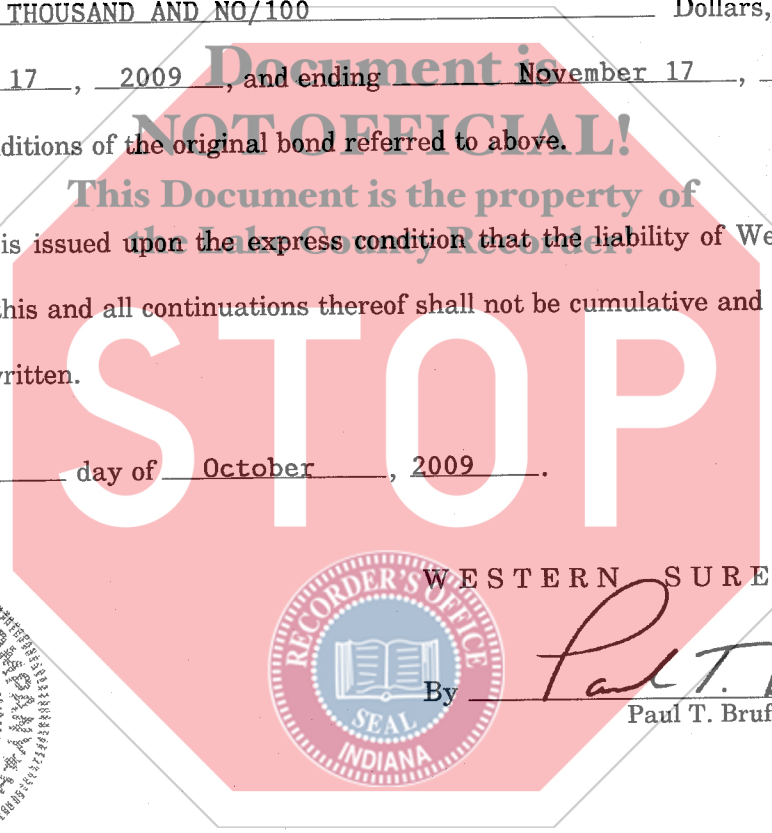 THOUSAND AND NO/100 Dollars,
Document is
17, 2009, and ending November 17,
NOT OFFICIAL!
ditions of the original bond referred to above.
This Document is the property of
the Lake County Recorder!
is issued upon the express condition that the liability of We
this and all continuations thereof shall not be cumulative and
written.
STOP
day of October, 2009.
WESTERN SURE
RECORDER'S OFFICE
SEAL
INDIANA
By Paul T.
Paul T. Bruf